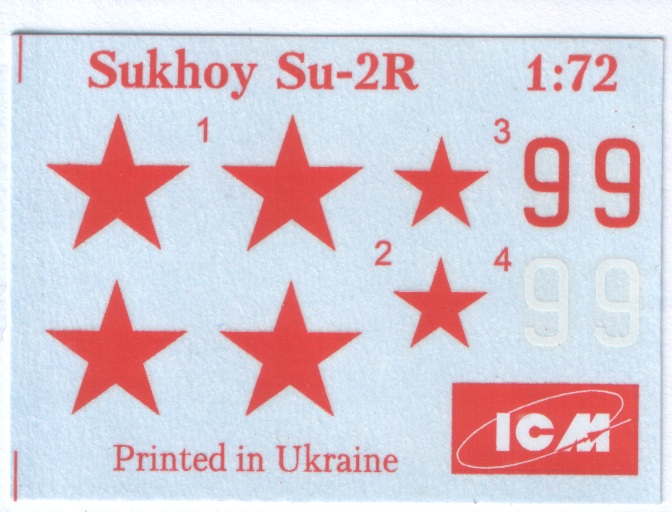 Sukhoy Su-2R 1:72
1
3
99
2
4
99
ICM
Printed in Ukraine